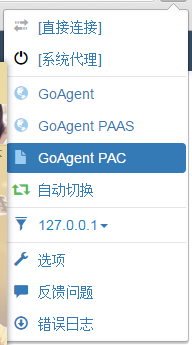 [直接连接]
[系统代理]
GoAgent
GoAgent PAAS
GoAgent PAC
自动切换
127.0.0.1
选项
反馈问题
错误日志